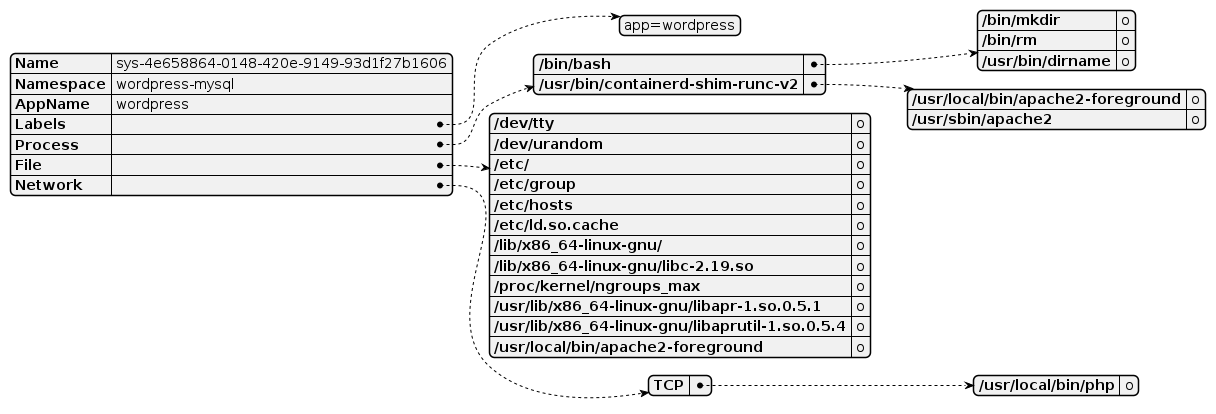 Name sys-4e658864-0148-420e-9149-93d1f27b1606
Namespace wordpress-mysql
AppName wordpress
Labels
Process
File
Network
app=wordpress
/bin/bash
/usr/bin/containerd-shim-runc-v2
/bin/mkdir o
/bin/rm o
/usr/bin/dirname o
/usr/local/bin/apache2-foreground o
/usr/sbin/apache2 o
/dev/tty o
/dev/urandom o
/etc/ o
/etc/group o
/etc/hosts o
/etc/ld.so.cache o
/lib/x86_64-linux-gnu/ o
/lib/x86_64-linux-gnu/libc-2.19.so o
/proc/kernel/ngroups_max o
/usr/lib/x86_64-linux-gnu/libapr-1.so.0.5.1 o
/usr/lib/x86_64-linux-gnu/libaprutil-1.so.0.5.4 o
/usr/local/bin/apache2-foreground o
TCP
/usr/local/bin/php o